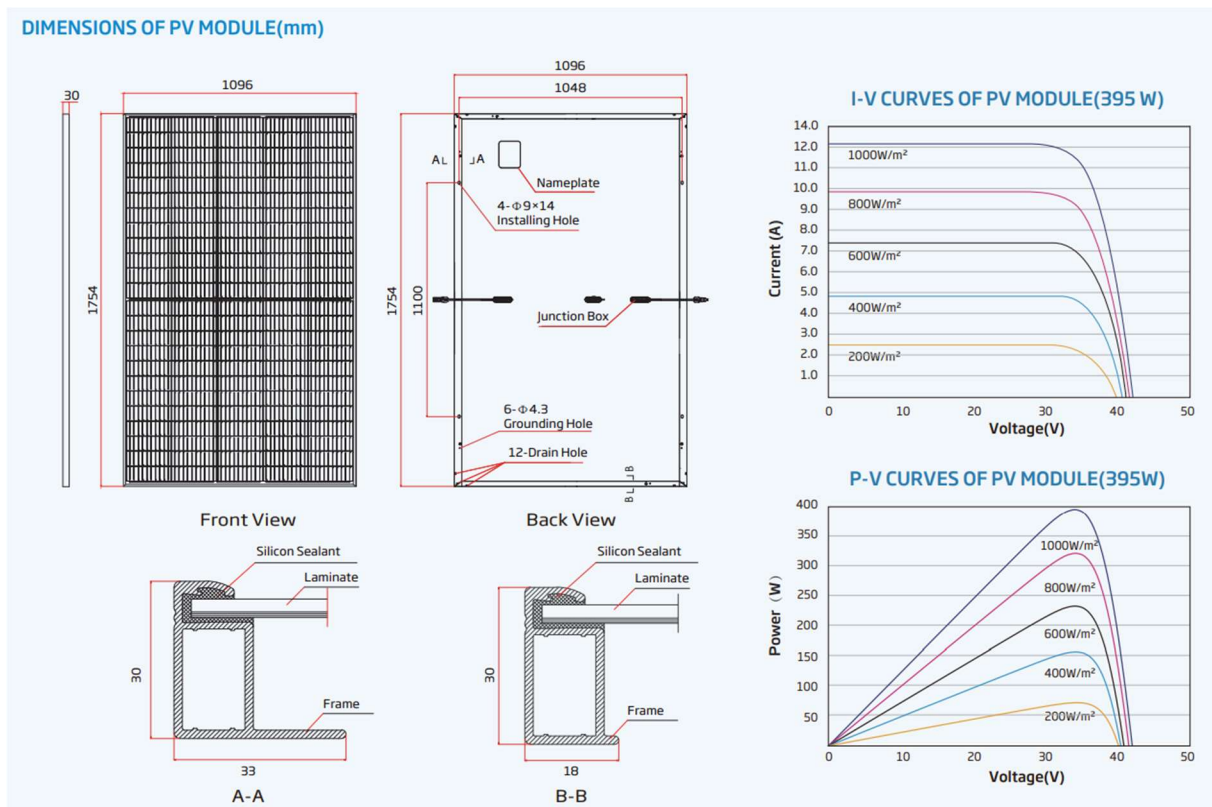 DIMENSIONS OF PV MODULE(mm)
30
1096
1754
Front View
1096
1048
A
A
Nameplate
4-Φ9×14
Installing Hole
1754
1100
Junction Box
6-Φ4.3
Grounding Hole
12-Drain Hole
B
B
Back View
Silicon Sealant
Laminate
30
Frame
33
A-A
Silicon Sealant
Laminate
30
Frame
18
B-B
I-V CURVES OF PV MODULE(395 W)
Current (A)
14.0
12.0
11.0
10.0
9.0
8.0
7.0
6.0
5.0
4.0
3.0
2.0
1.0
1000W/m²
800W/m²
600W/m²
400W/m²
200W/m²
0 10 20 30 40 50
Voltage(V)
P-V CURVES OF PV MODULE(395W)
Power (W)
400
350
300
250
200
150
100
50
1000W/m²
800W/m²
600W/m²
400W/m²
200W/m²
0 10 20 30 40 50
Voltage(V)